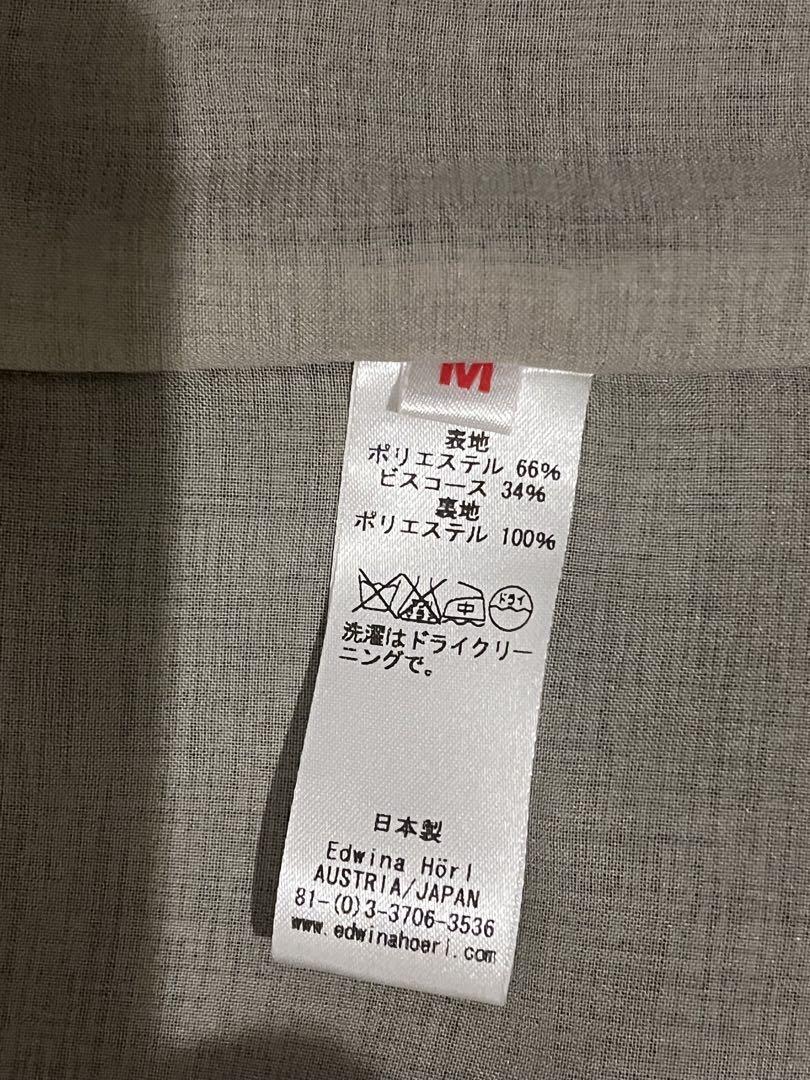 M
表地
ポリエステル 66%
ビスコース 34%
裏地
ポリエステル 100%
中 ドライ
洗濯はドライクリー
ニングで。
日本製
Edwina Hörl
AUSTRIA/JAPAN
81-(0)3-3706-3536
www.edwinahoerl.com